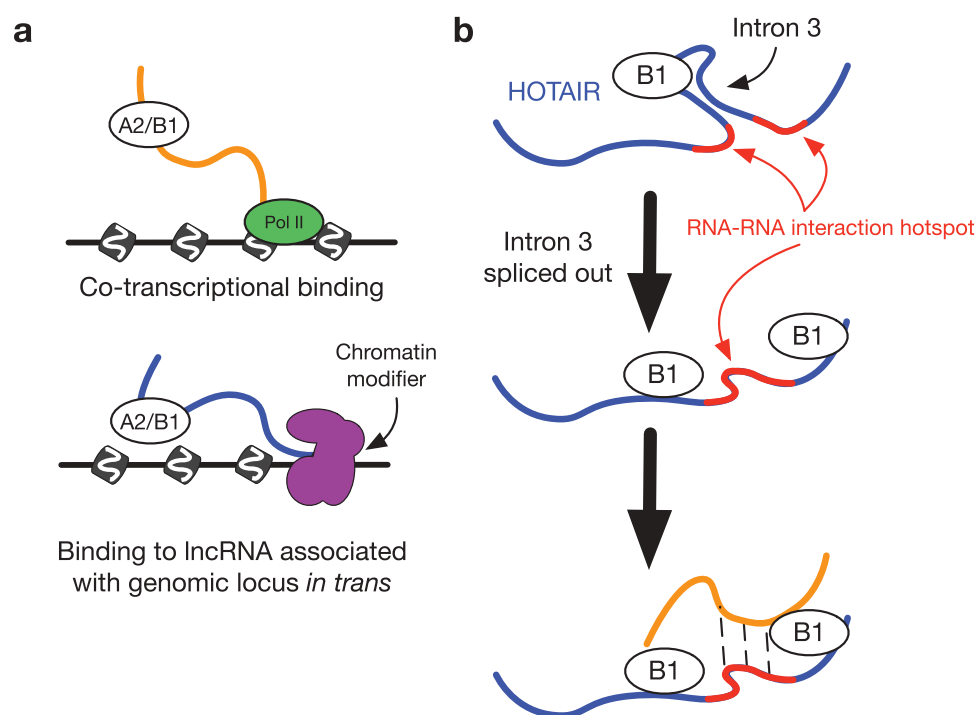 a
A2/B1
Pol II
Co-transcriptional binding
Chromatin
modifier
A2/B1
Binding to lncRNA associated
with genomic locus in trans
b
Intron 3
B1
HOTAIR
RNA-RNA interaction hotspot
Intron 3
spliced out
B1
B1
B1
B1